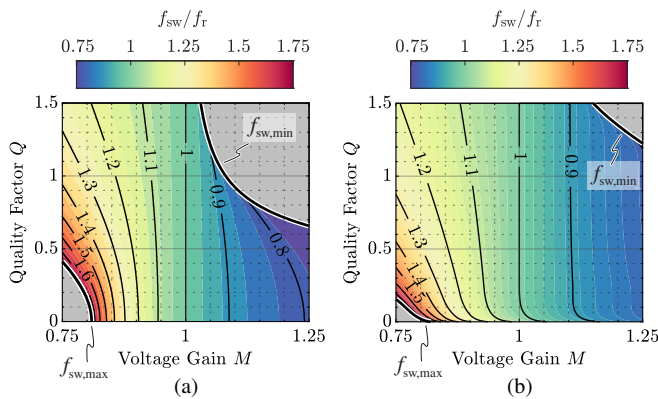 f_sw/f_r
0.75 1 1.25 1.5 1.75
Quality Factor Q
1.5
1
0.5
0
0.75 1 1.25
Voltage Gain M
1.6
1.5
1.4
1.3
1.2
1.1
1
0.9
0.8
f_sw,min
f_sw,max
(a)
f_sw/f_r
0.75 1 1.25 1.5 1.75
Quality Factor Q
1.5
1
0.5
0
0.75 1 1.25
Voltage Gain M
1.5
1.4
1.3
1.2
1.1
1
0.9
f_sw,min
f_sw,max
(b)